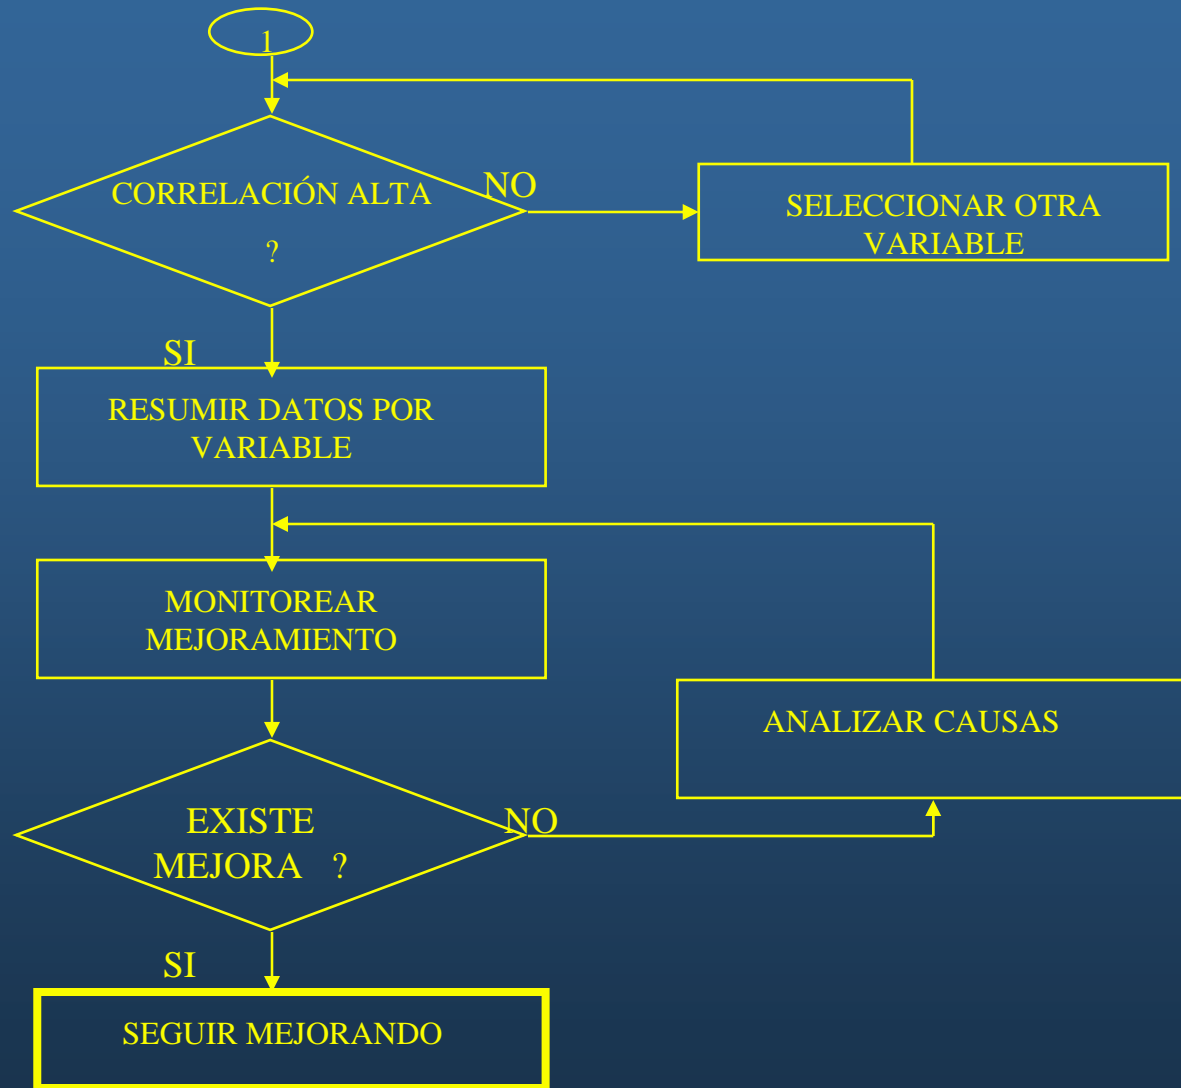 1
CORRELACIÓN ALTA
?
NO
SELECCIONAR OTRA
VARIABLE
SI
RESUMIR DATOS POR
VARIABLE
MONITOREAR
MEJORAMIENTO
ANALIZAR CAUSAS
EXISTE
MEJORA ?
NO
SI
SEGUIR MEJORANDO